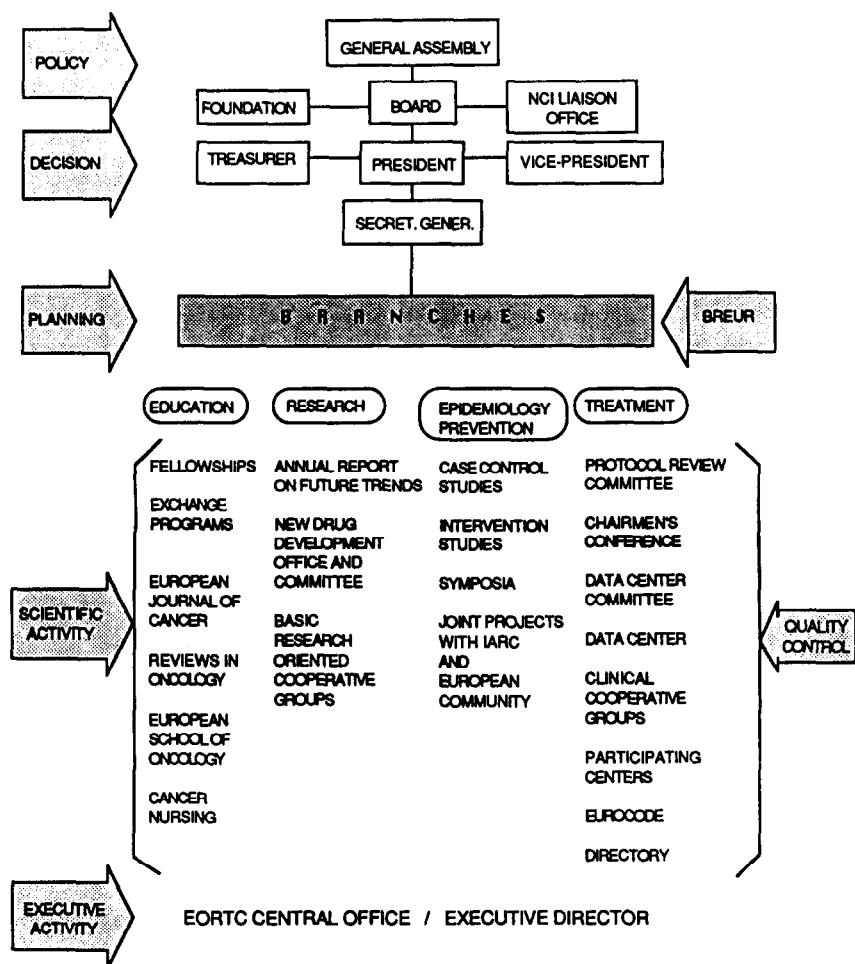 POLICY
GENERAL ASSEMBLY
FOUNDATION
BOARD
NCI LIAISON
OFFICE
DECISION
TREASURER
PRESIDENT
VICE-PRESIDENT
SECRET. GENER.
PLANNING
BRANCHES
BREUR
EDUCATION
RESEARCH
EPIDEMIOLOGY
PREVENTION
TREATMENT
FELLOWSHIPS
EXCHANGE
PROGRAMS
EUROPEAN
JOURNAL OF
CANCER
REVIEWS IN
ONCOLOGY
EUROPEAN
SCHOOL OF
ONCOLOGY
CANCER
NURSING
ANNUAL REPORT
ON FUTURE TRENDS
NEW DRUG
DEVELOPMENT
OFFICE AND
COMMITTEE
BASIC
RESEARCH
ORIENTED
COOPERATIVE
GROUPS
CASE CONTROL
STUDIES
INTERVENTION
STUDIES
SYMPOSIA
JOINT PROJECTS
WITH IARC
AND
EUROPEAN
COMMUNITY
PROTOCOL REVIEW
COMMITTEE
CHAIRMEN'S
CONFERENCE
DATA CENTER
COMMITTEE
DATA CENTER
CLINICAL
COOPERATIVE
GROUPS
PARTICIPATING
CENTERS
EUROCODE
DIRECTORY
SCIENTIFIC
ACTIVITY
QUALITY
CONTROL
EXECUTIVE
ACTIVITY
EORTC CENTRAL OFFICE / EXECUTIVE DIRECTOR